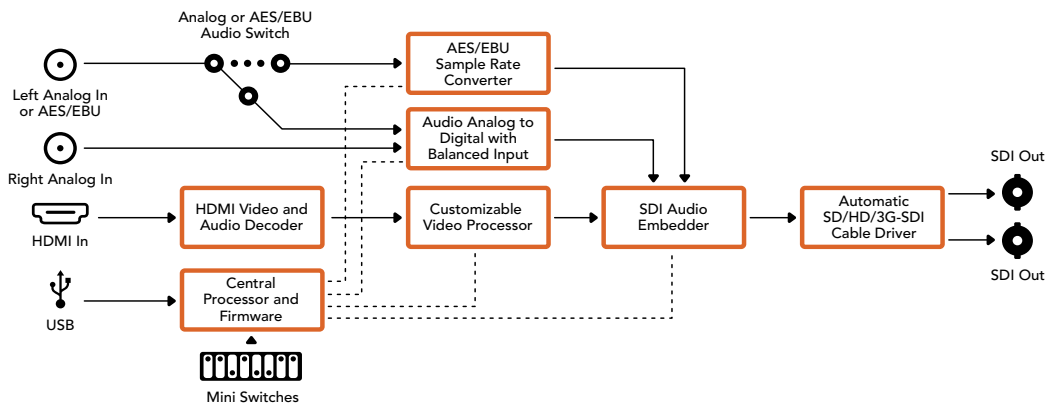 Analog or AES/EBU
Audio Switch
Left Analog In
or AES/EBU
AES/EBU
Sample Rate
Converter
Audio Analog to
Digital with
Balanced Input
Right Analog In
HDMI In
HDMI Video and
Audio Decoder
Customizable
Video Processor
SDI Audio
Embedder
Automatic
SD/HD/3G-SDI
Cable Driver
SDI Out
SDI Out
USB
Central
Processor and
Firmware
Mini Switches